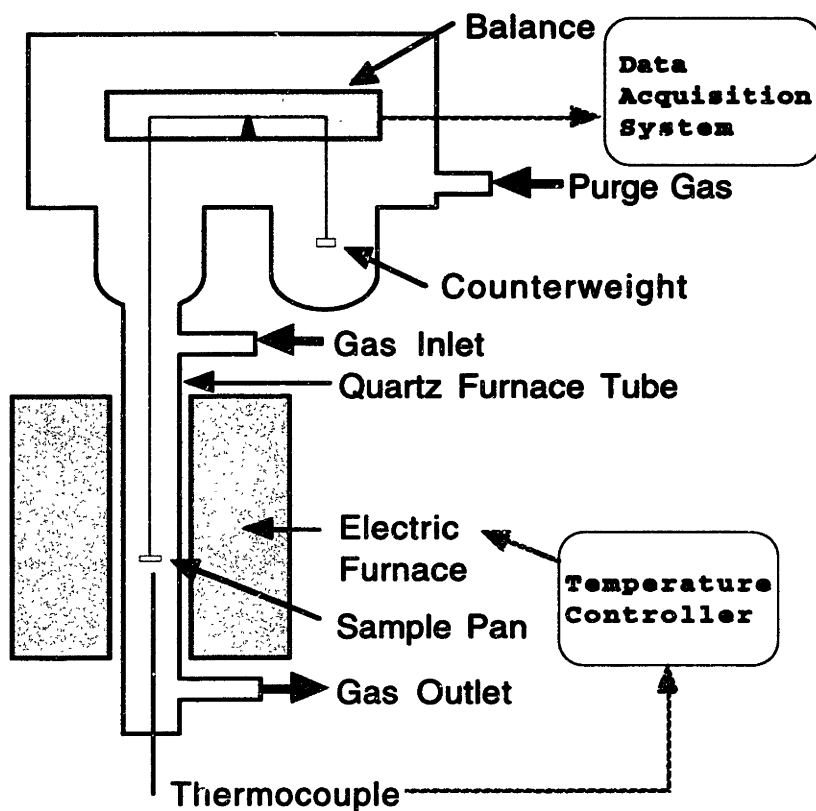 Balance
Data
Acquisition
System
Purge Gas
Counterweight
Gas Inlet
Quartz Furnace Tube
Electric
Furnace
Temperature
Controller
Sample Pan
Gas Outlet
Thermocouple